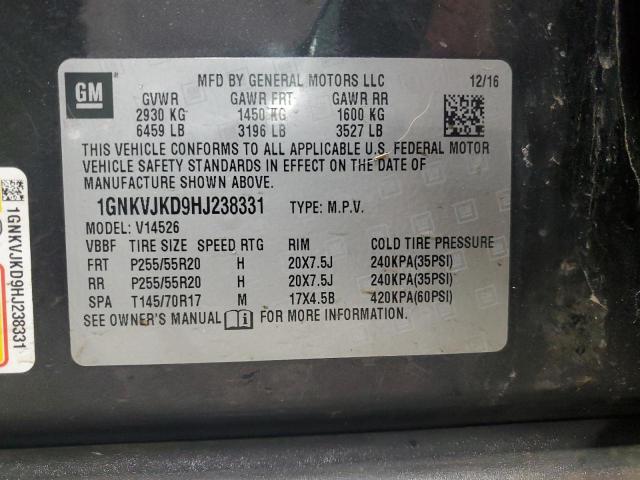 GM
MFD BY GENERAL MOTORS LLC 12/16
GVWR GAWR FRT GAWR RR
2930 KG 1450 KG 1600 KG
6459 LB 3196 LB 3527 LB
THIS VEHICLE CONFORMS TO ALL APPLICABLE U.S. FEDERAL MOTOR
VEHICLE SAFETY STANDARDS IN EFFECT ON THE DATE OF
MANUFACTURE SHOWN ABOVE.
1GNKVJKD9HJ238331 TYPE: M.P.V.
MODEL: V14526
VBBF TIRE SIZE SPEED RTG RIM COLD TIRE PRESSURE
FRT P255/55R20 H 20X7.5J 240KPA(35PSI)
RR P255/55R20 H 20X7.5J 240KPA(35PSI)
SPA T145/70R17 M 17X4.5B 420KPA(60PSI)
SEE OWNER'S MANUAL FOR MORE INFORMATION.
1GNKVJKD9HJ238331